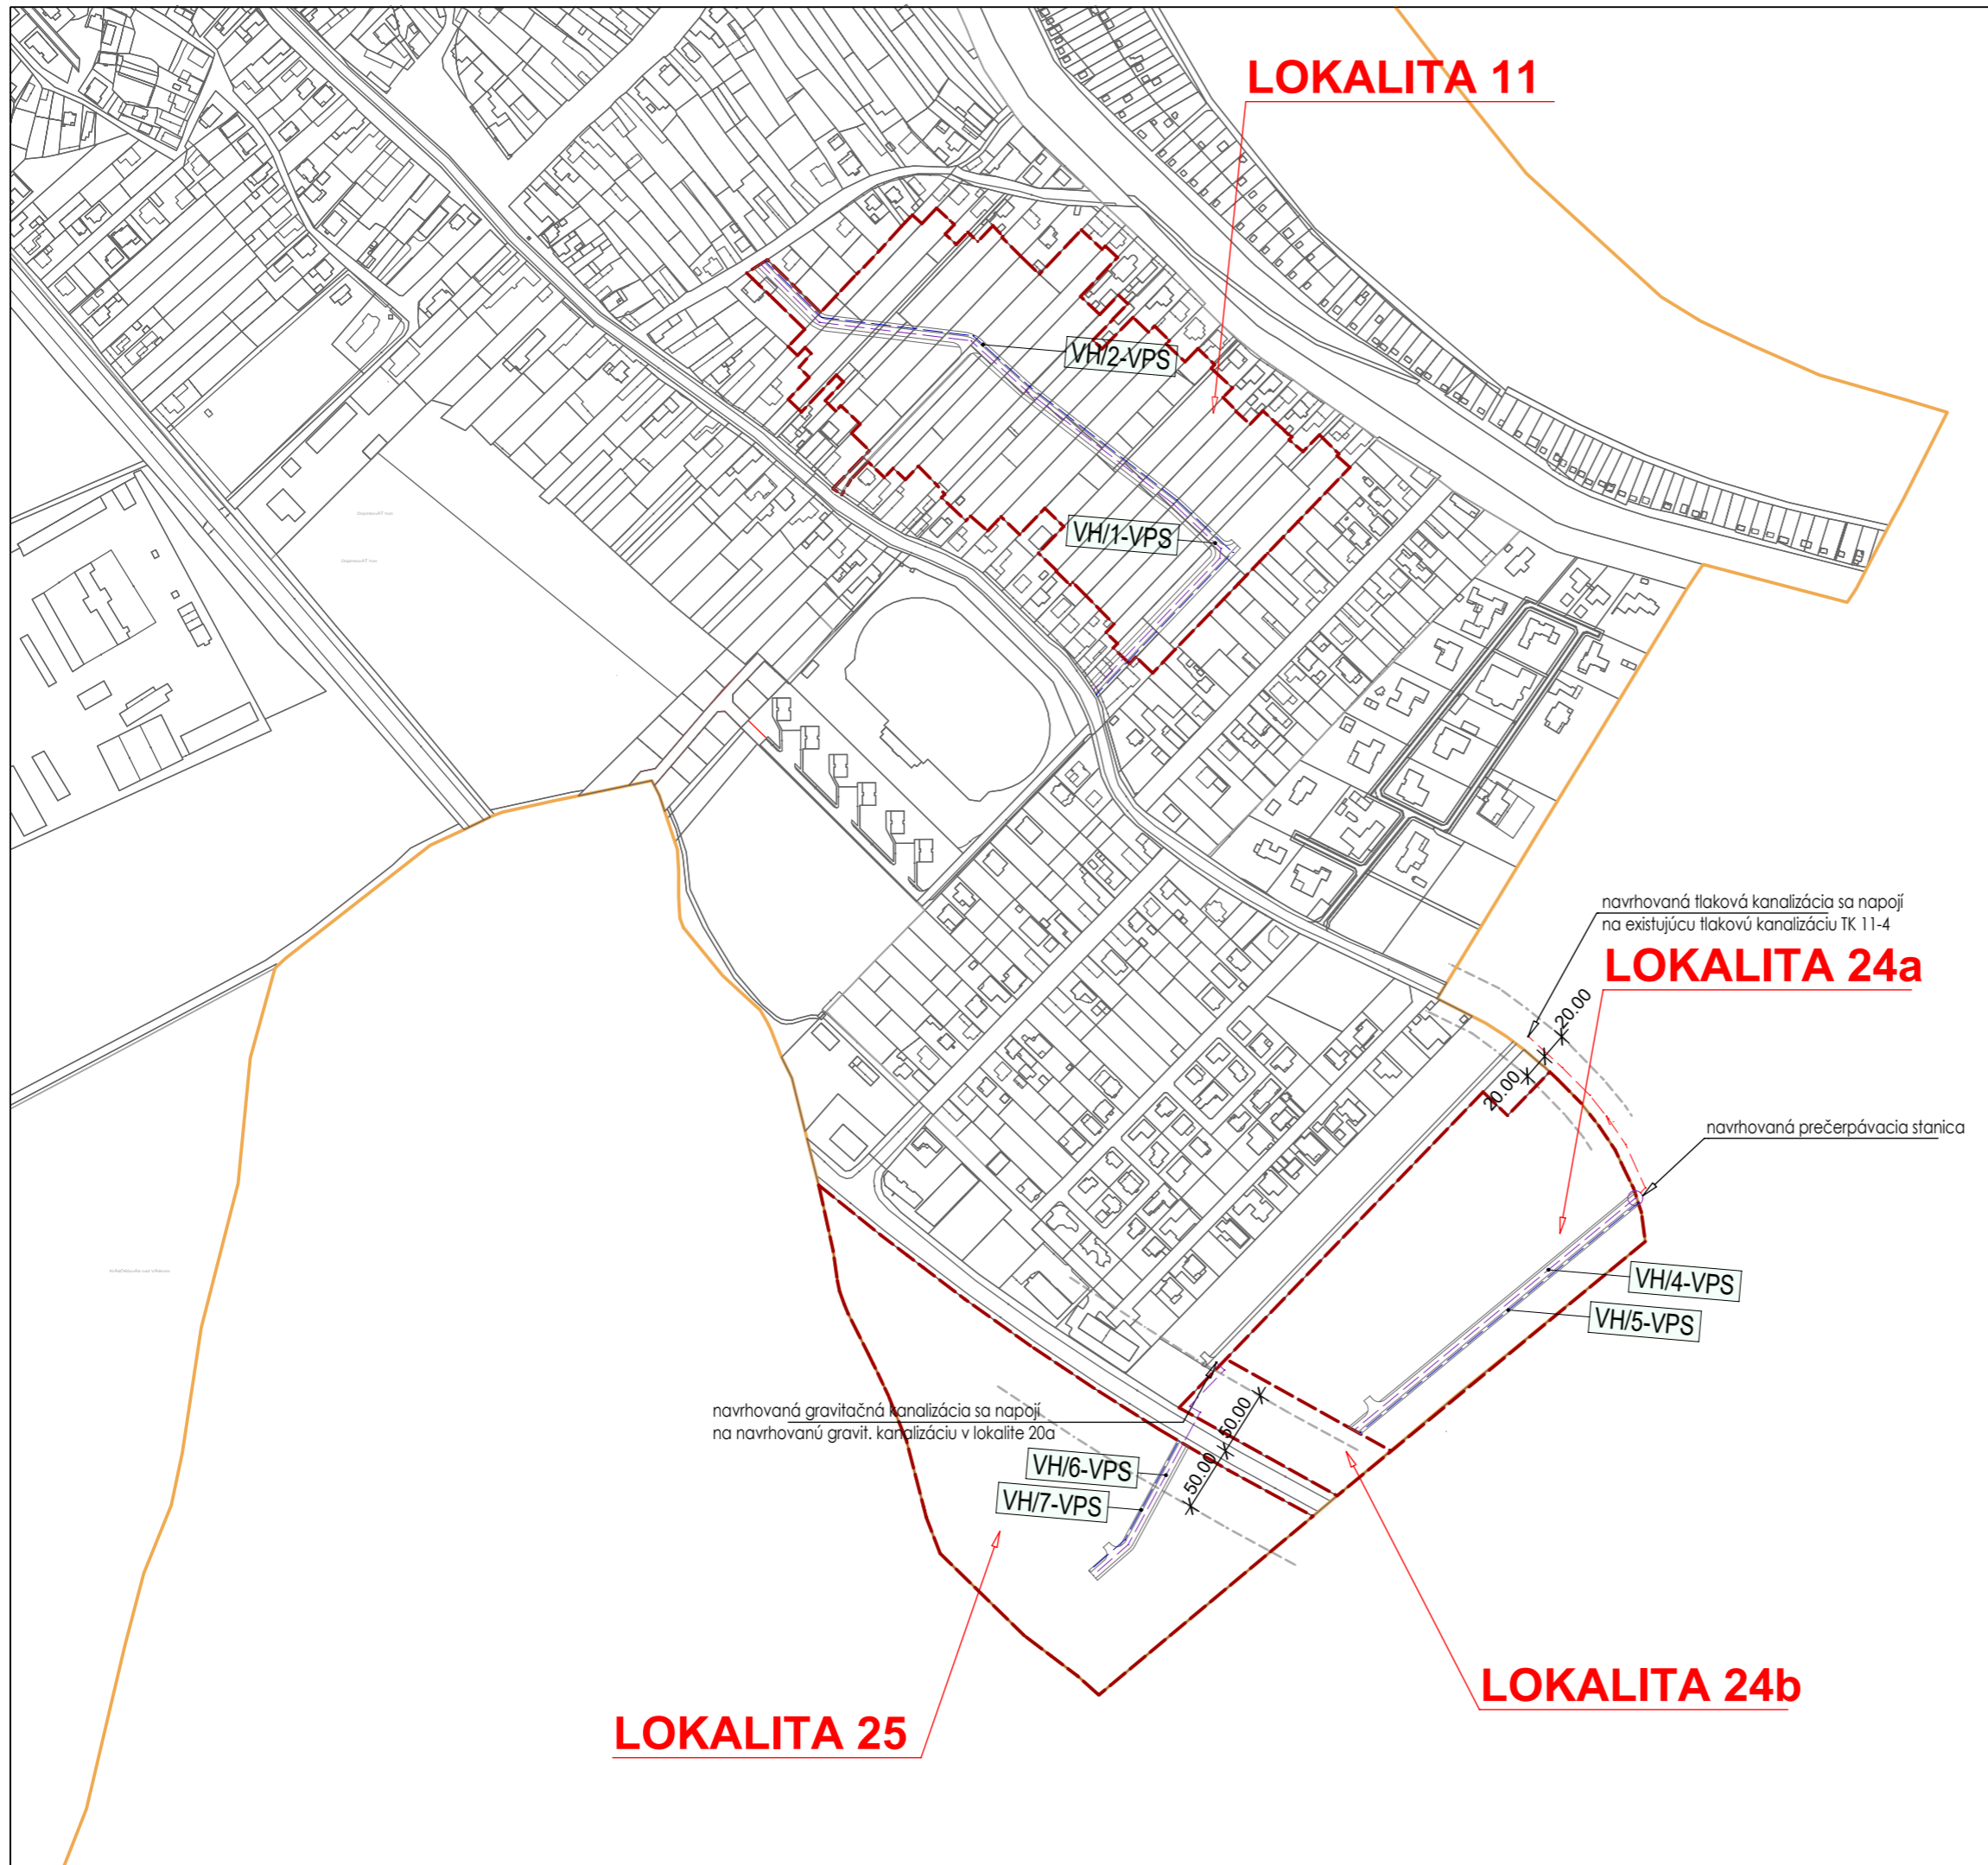 LOKALITA 11
VH/2-VPS
VH/1-VPS
navrhovaná tlaková kanalizácia sa napojí
na existujúcu tlakovú kanalizáciu TK 11-4
LOKALITA 24a
20.00
20.00
navrhovaná prečerpávacia stanica
VH/4-VPS
VH/5-VPS
navrhovaná gravitačná kanalizácia sa napojí
na navrhovanú gravit. kanalizáciu v lokalite 20a
50.00
50.00
VH/6-VPS
VH/7-VPS
LOKALITA 24b
LOKALITA 25